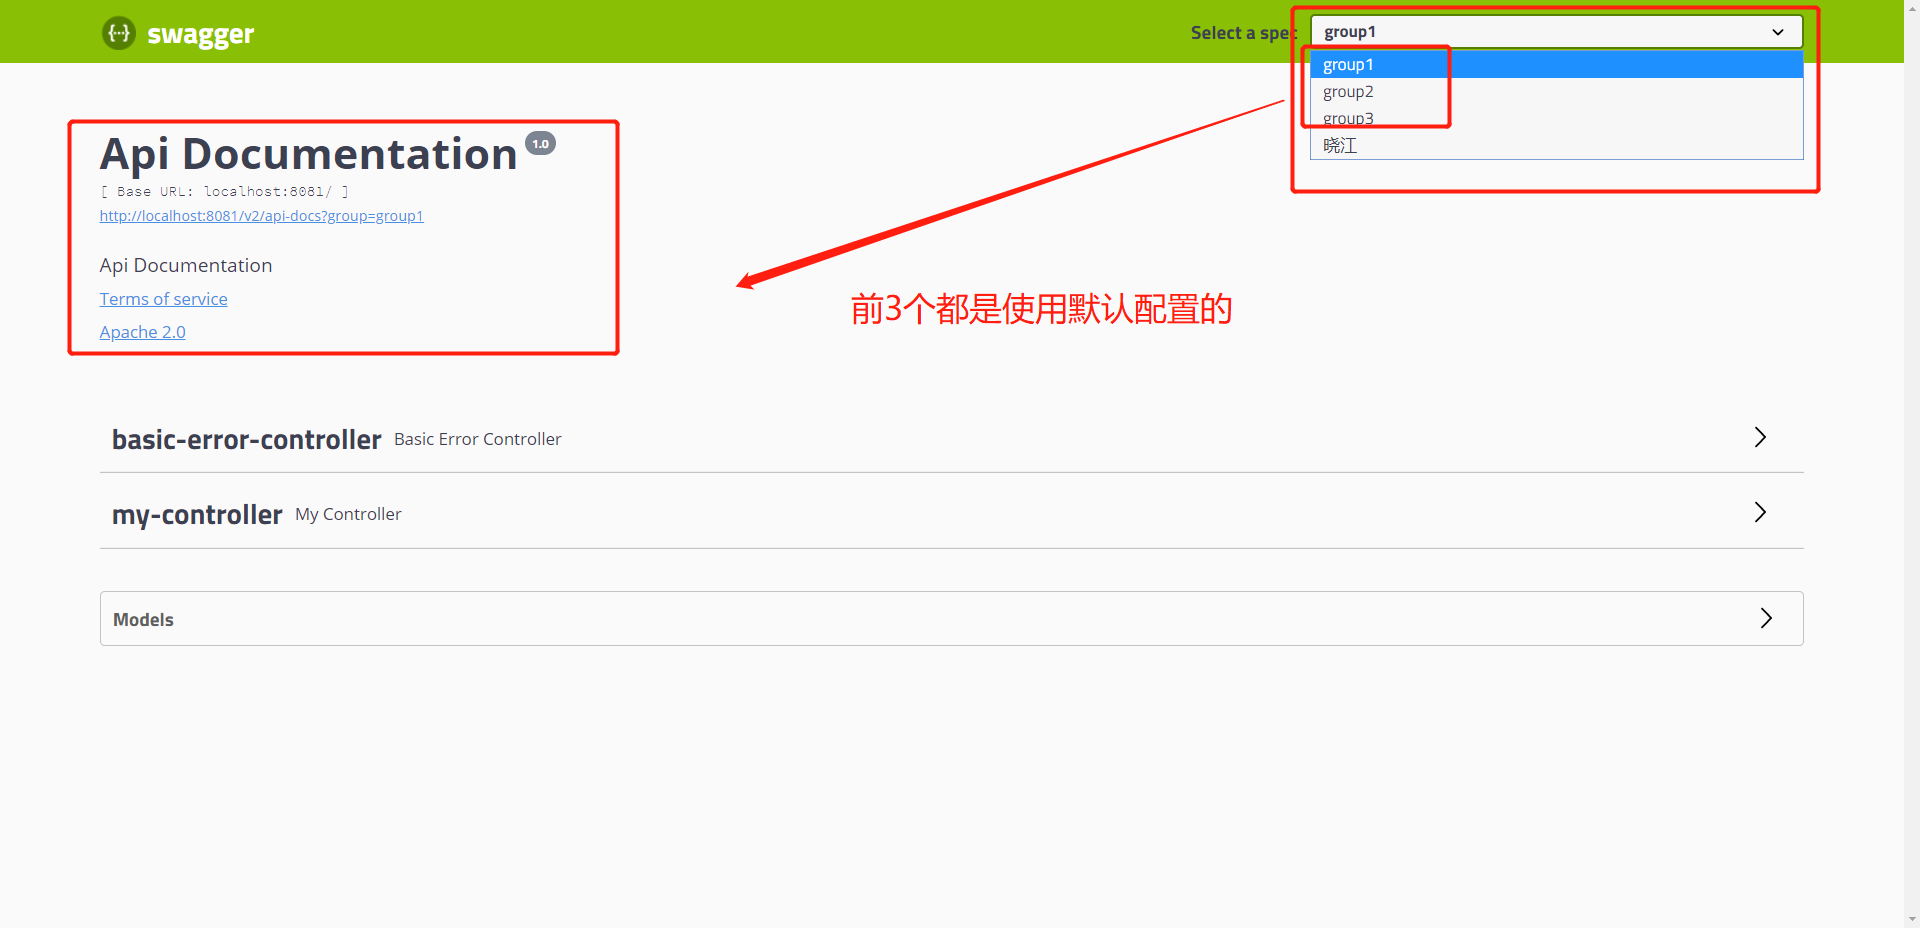 swagger
Select a spec
group1
group1
group2
group3
晓江
Api Documentation 1.0
[ Base URL: localhost:8081/ ]
http://localhost:8081/v2/api-docs?group=group1
Api Documentation
Terms of service
Apache 2.0
前3个都是使用默认配置的
basic-error-controller Basic Error Controller
my-controller My Controller
Models